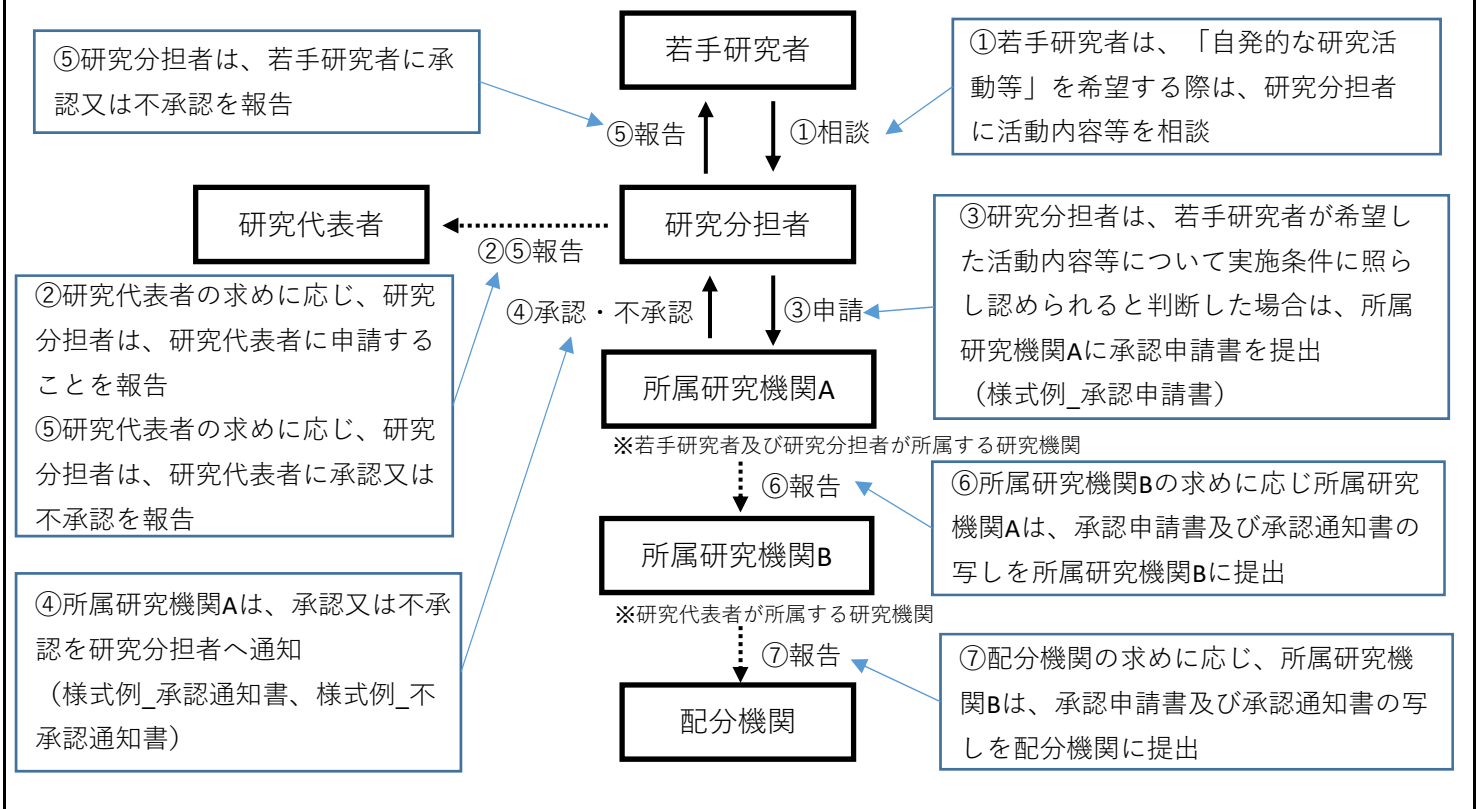 若手研究者
⑤研究分担者は、若手研究者に承
認又は不承認を報告
①若手研究者は、「自発的な研究活
動等」を希望する際は、研究分担者
に活動内容等を相談
⑤報告
①相談
研究代表者
研究分担者
②⑤報告
③研究分担者は、若手研究者が希望し
た活動内容等について実施条件に照ら
し認められると判断した場合は、所属
研究機関Aに承認申請書を提出
（様式例_承認申請書）
②研究代表者の求めに応じ、研究
分担者は、研究代表者に申請する
ことを報告
⑤研究代表者の求めに応じ、研究
分担者は、研究代表者に承認又は
不承認を報告
④承認・不承認
③申請
所属研究機関A
※若手研究者及び研究分担者が所属する研究機関
⑥報告
⑥所属研究機関Bの求めに応じ所属研究
機関Aは、承認申請書及び承認通知書の
写しを所属研究機関Bに提出
所属研究機関B
※研究代表者が所属する研究機関
④所属研究機関Aは、承認又は不承
認を研究分担者へ通知
（様式例_承認通知書、様式例_不
承認通知書）
⑦報告
⑦配分機関の求めに応じ、所属研究機
関Bは、承認申請書及び承認通知書の写
しを配分機関に提出
配分機関